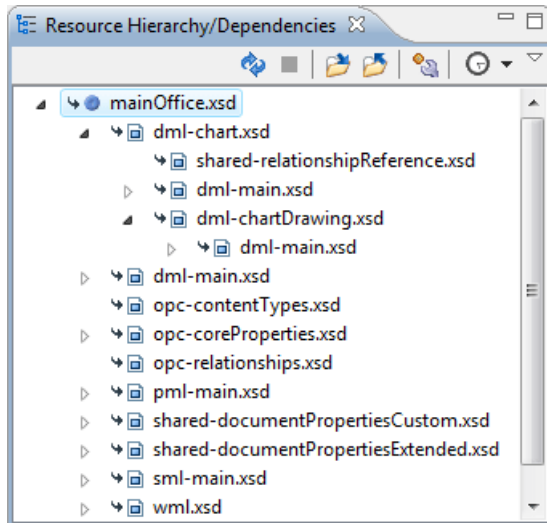 Resource Hierarchy/Dependencies
mainOffice.xsd
dml-chart.xsd
shared-relationshipReference.xsd
dml-main.xsd
dml-chartDrawing.xsd
dml-main.xsd
dml-main.xsd
opc-contentTypes.xsd
opc-coreProperties.xsd
opc-relationships.xsd
pml-main.xsd
shared-documentPropertiesCustom.xsd
shared-documentPropertiesExtended.xsd
sml-main.xsd
wml.xsd